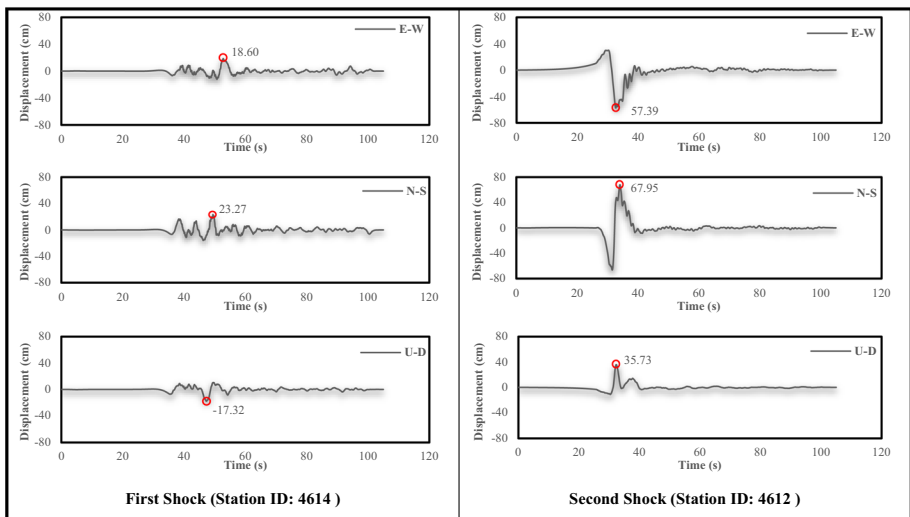 80
40
0
-40
-80
Displacement (cm)
E-W
18.60
0 20 40 60 80 100 120
Time (s)
80
40
0
-40
-80
Displacement (cm)
N-S
23.27
0 20 40 60 80 100 120
Time (s)
80
40
0
-40
-80
Displacement (cm)
U-D
-17.32
0 20 40 60 80 100 120
Time (s)
First Shock (Station ID: 4614 )
80
40
0
-40
-80
Displacement (cm)
E-W
57.39
0 20 40 60 80 100 120
Time (s)
80
40
0
-40
-80
Displacement (cm)
N-S
67.95
0 20 40 60 80 100 120
Time (s)
80
40
0
-40
-80
Displacement (cm)
U-D
35.73
0 20 40 60 80 100 120
Time (s)
Second Shock (Station ID: 4612 )